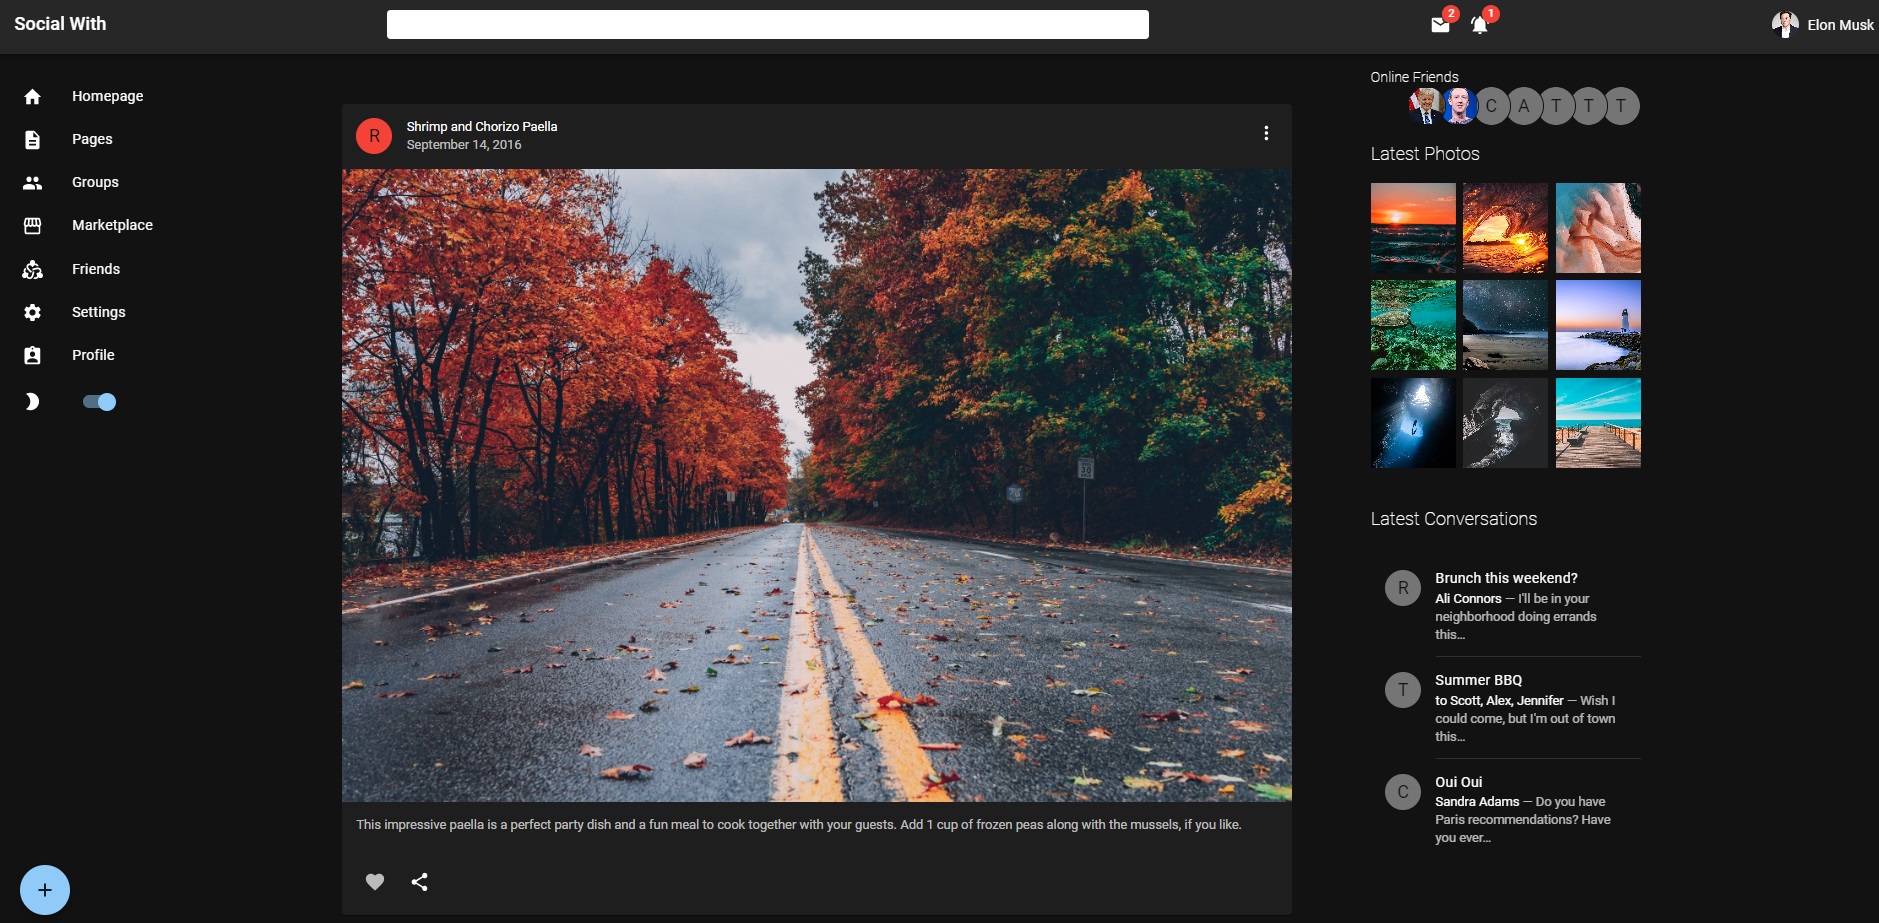 Social With
2
1
Elon Musk
Homepage
Pages
Groups
Marketplace
Friends
Settings
Profile
R
Shrimp and Chorizo Paella
September 14, 2016
30
This impressive paella is a perfect party dish and a fun meal to cook together with your guests. Add 1 cup of frozen peas along with the mussels, if you like.
+
Online Friends
C A T T T
Latest Photos
Latest Conversations
R
Brunch this weekend?
Ali Connors — I'll be in your
neighborhood doing errands
this…
T
Summer BBQ
to Scott, Alex, Jennifer — Wish I
could come, but I'm out of town
this…
C
Oui Oui
Sandra Adams — Do you have
Paris recommendations? Have
you ever…